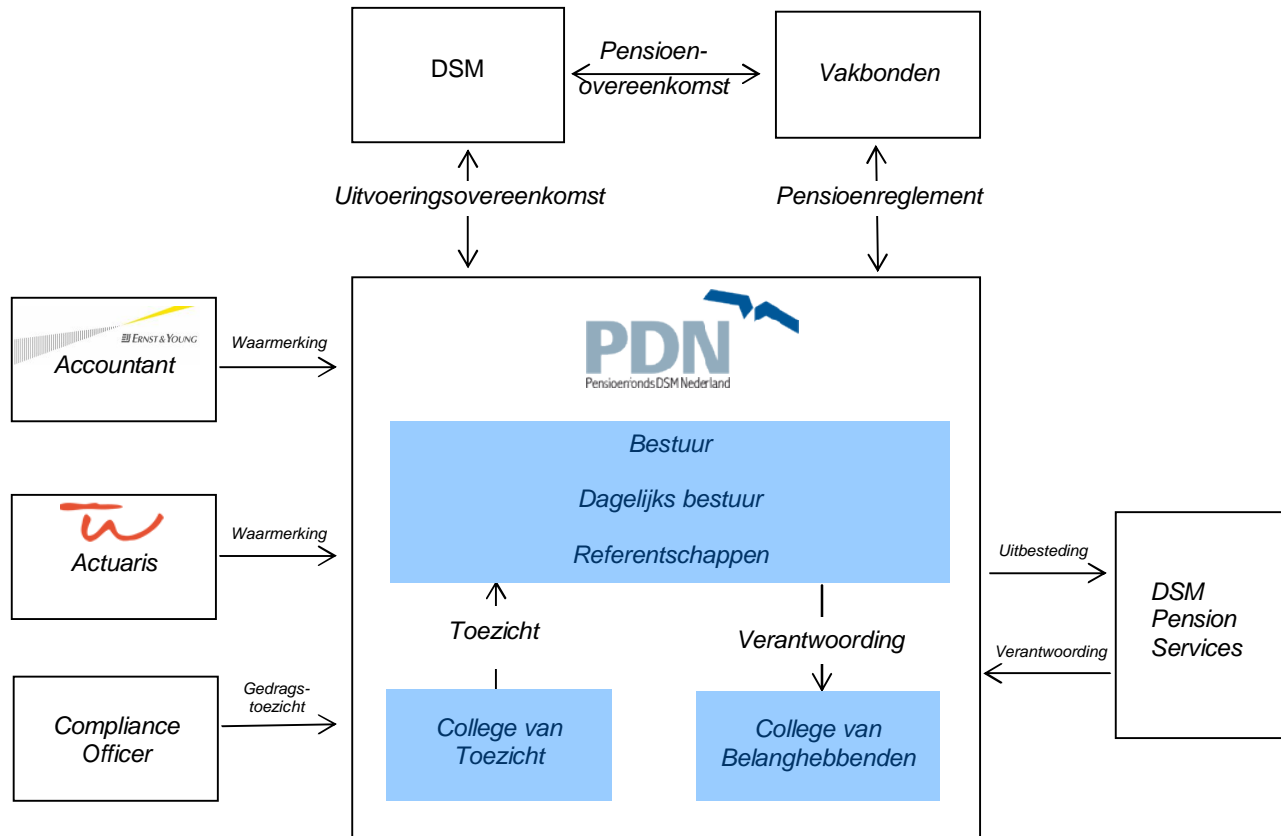 DSM
Pensioen-
overeenkomst
Vakbonden
Uitvoeringsovereenkomst
Pensioenreglement
ERNST & YOUNG
Accountant
Waarmerking
PDN
Pensioenfonds DSM Nederland
Bestuur
Dagelijks bestuur
Referentschappen
Actuaris
Waarmerking
Uitbesteding
DSM
Pension
Services
Verantwoording
Toezicht
Verantwoording
Compliance
Officer
Gedrags-
toezicht
College van
Toezicht
College van
Belanghebbenden